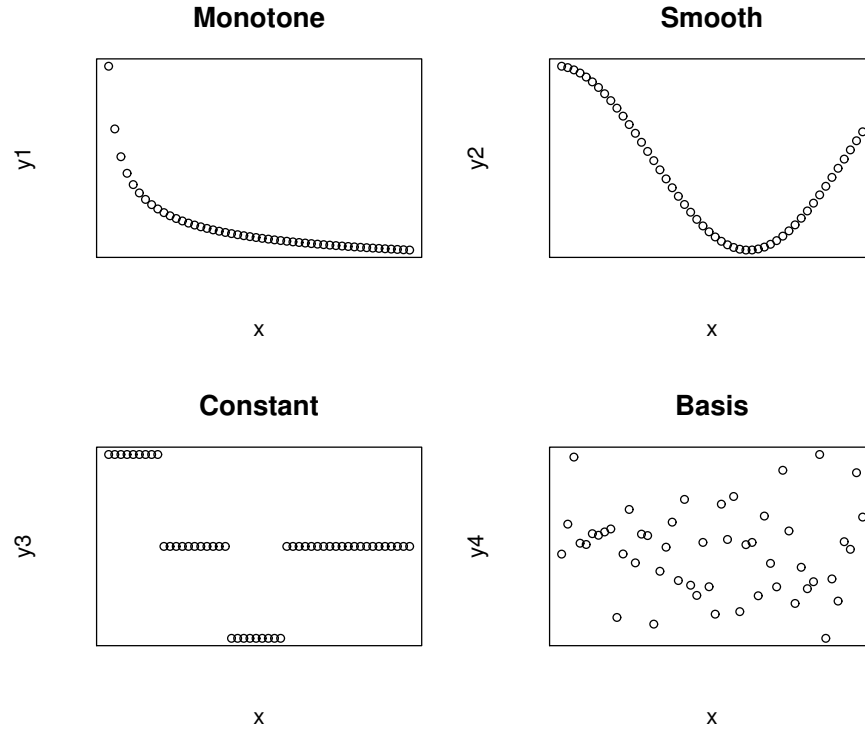 Monotone
y1
x
Smooth
y2
x
Constant
y3
x
Basis
y4
x